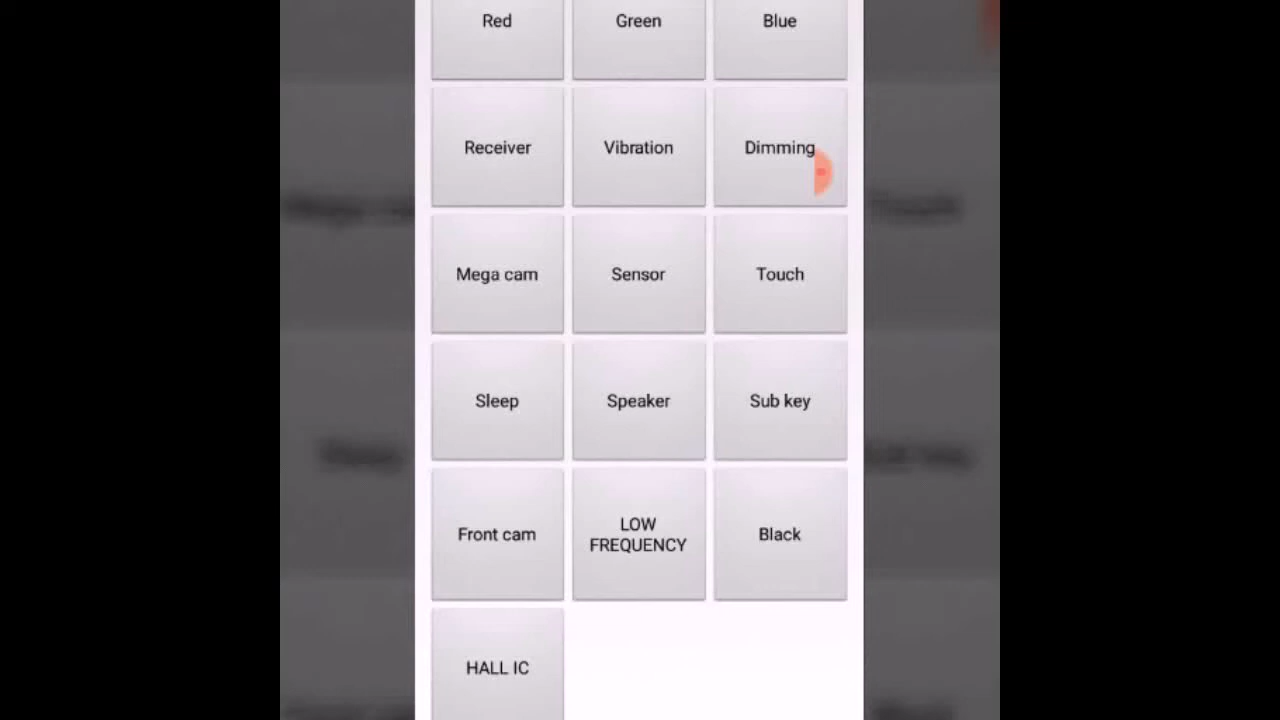 Red
Green
Blue
Receiver
Vibration
Dimming
Mega cam
Sensor
Touch
Sleep
Speaker
Sub key
Front cam
LOW
FREQUENCY
Black
HALL IC